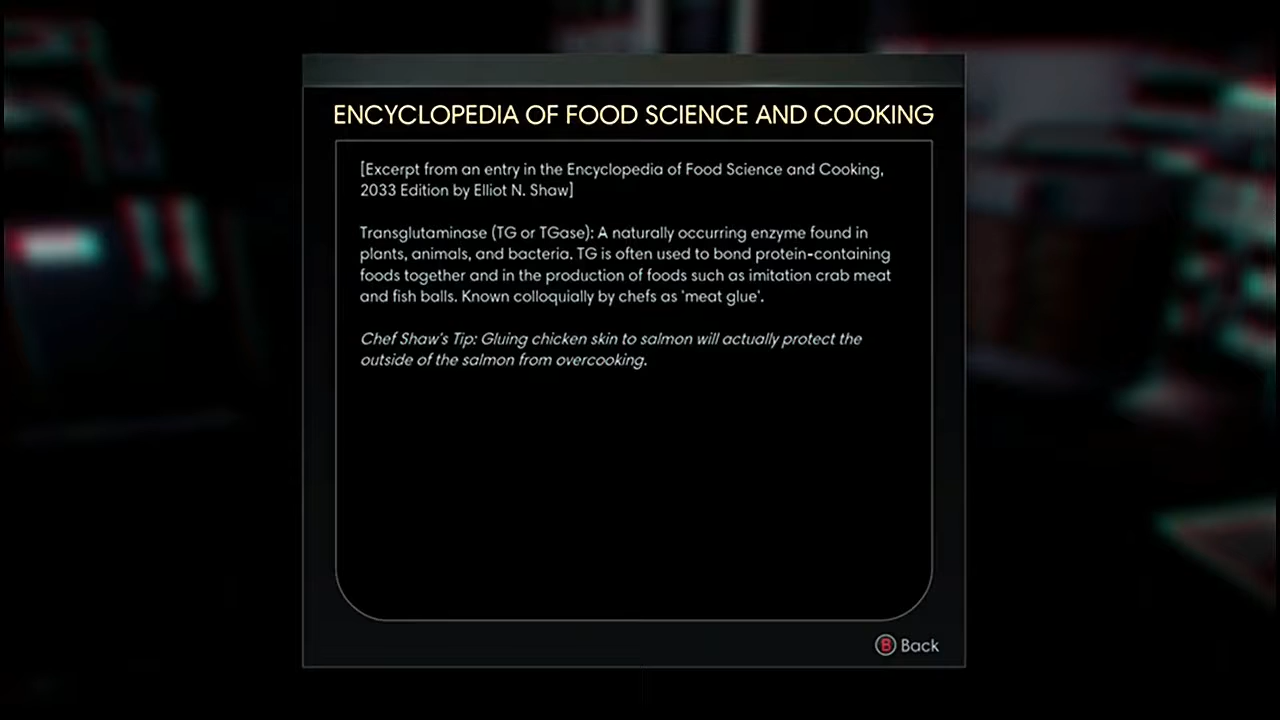 ENCYCLOPEDIA OF FOOD SCIENCE AND COOKING
[Excerpt from an entry in the Encyclopedia of Food Science and Cooking,
2033 Edition by Elliot N. Shaw]
Transglutaminase (TG or TGase): A naturally occurring enzyme found in
plants, animals, and bacteria. TG is often used to bond protein-containing
foods together and in the production of foods such as imitation crab meat
and fish balls. Known colloquially by chefs as 'meat glue'.
Chef Shaw's Tip: Gluing chicken skin to salmon will actually protect the
outside of the salmon from overcooking.
B Back